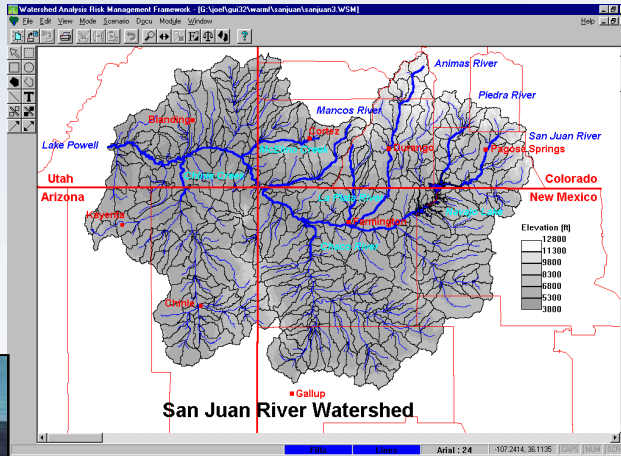 Watershed Analysis Risk Management Framework - [G:\joel\gui32\warmf\sanjuan\sanjuan3.WSM]
File Edit View Mode Scenario Docu Module Window Help
Animas River
Piedra River
Mancos River
Blanding
Cortez
San Juan River
Lake Powell
Durango
Pagosa Springs
Utah
Colorado
Arizona
New Mexico
Kayenta
Farmington
Elevation (ft)
12800
11300
9800
8300
6800
5300
3800
Chinle
Gallup
San Juan River Watershed
Arial : 24
-107.2414, 36.1135
CAPS
NUM